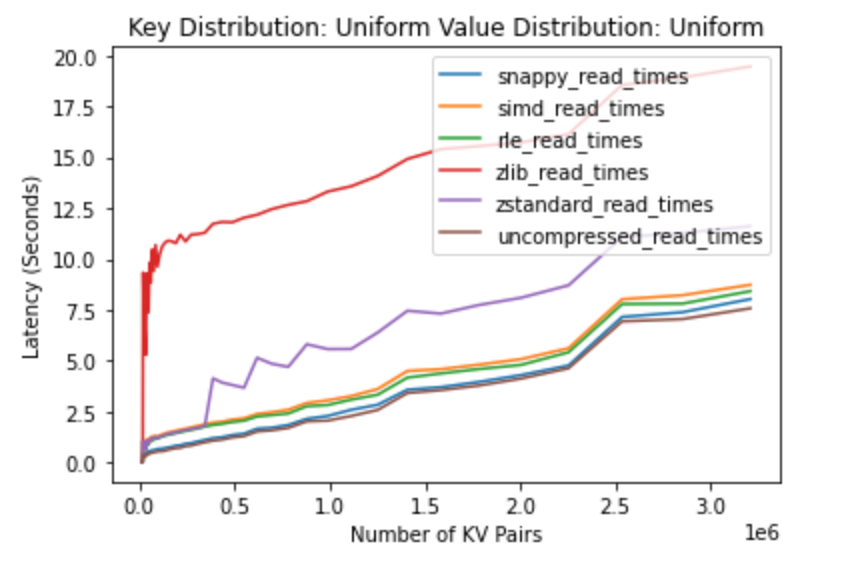 Key Distribution: Uniform Value Distribution: Uniform
20.0
17.5
15.0
12.5
10.0
7.5
5.0
2.5
0.0
Latency (Seconds)
snappy_read_times
simd_read_times
rle_read_times
zlib_read_times
zstandard_read_times
uncompressed_read_times
0.0 0.5 1.0 1.5 2.0 2.5 3.0
1e6
Number of KV Pairs